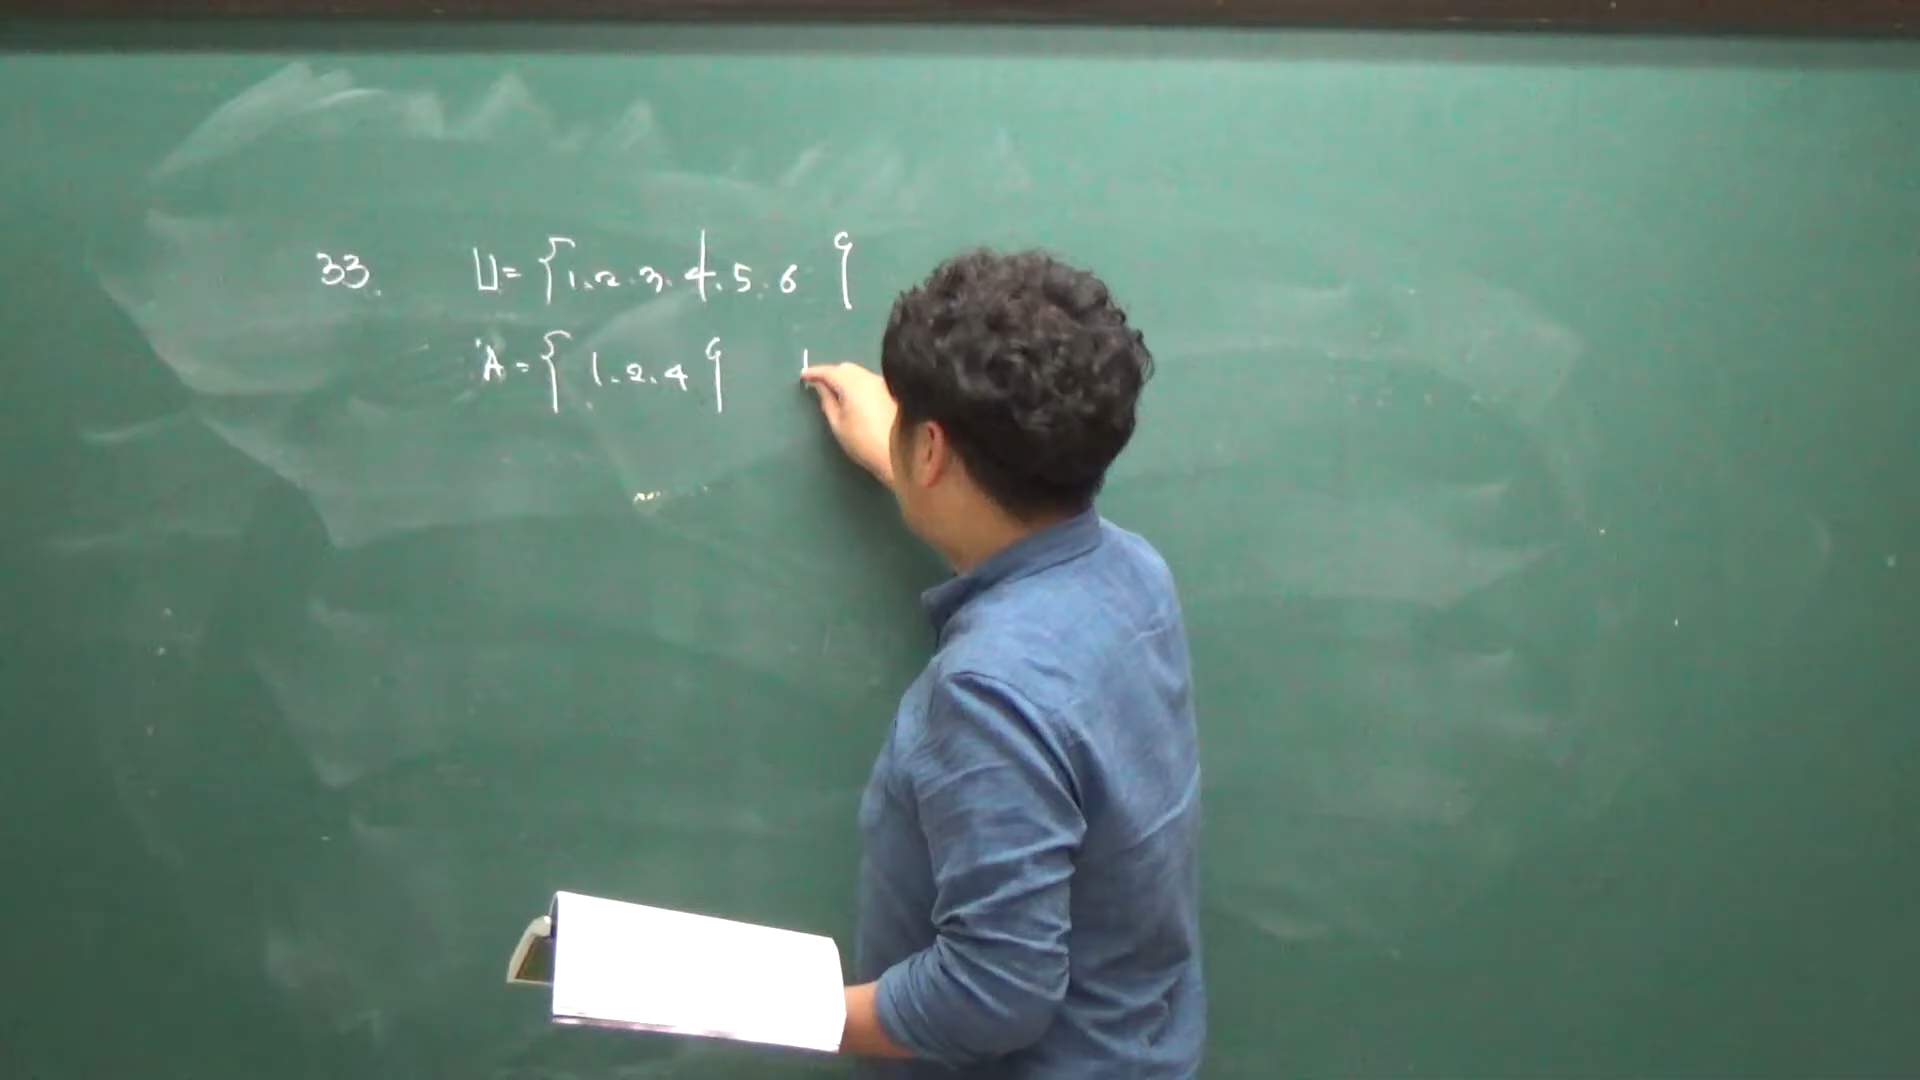 33. U = {1, 2, 3, 4, 5, 6 }
A = { 1, 2, 4 }